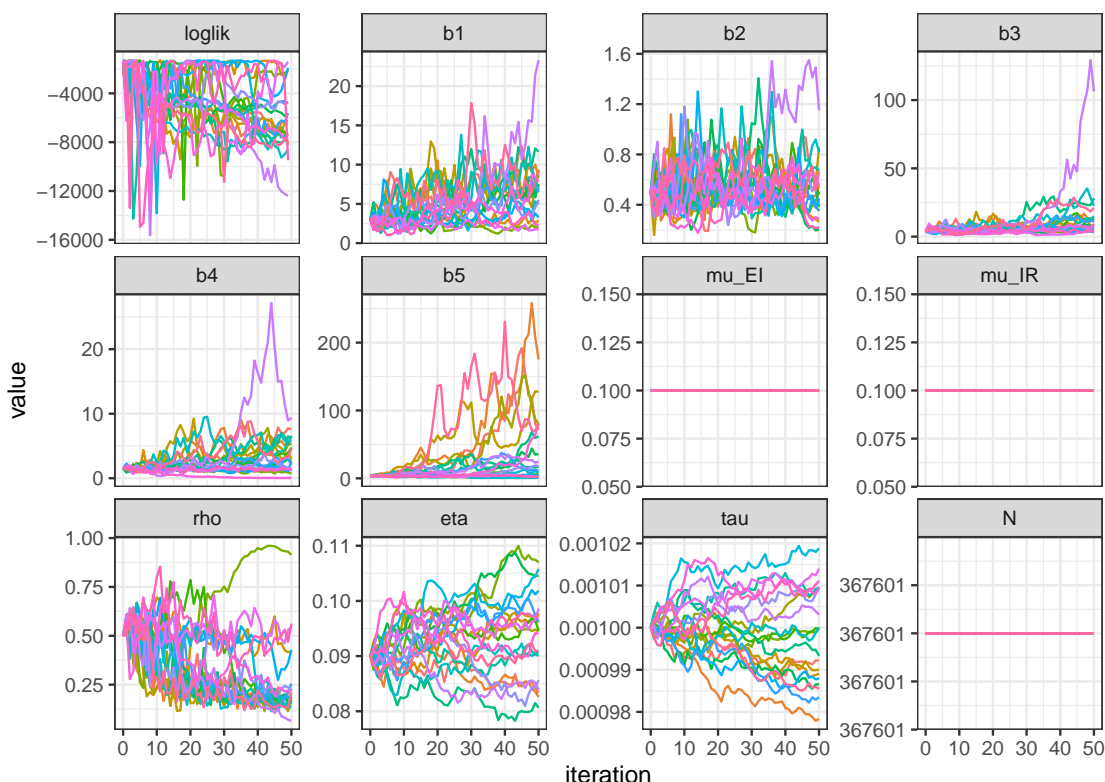 loglik b1 b2 b3
−4000 −8000 −12000 −16000 20 15 10 5 0 1.6 1.2 0.8 0.4 100 50 0
b4 b5 mu_EI mu_IR
20 10 0 200 100 0 0.150 0.125 0.100 0.075 0.050 0.150 0.125 0.100 0.075 0.050
value
rho eta tau N
1.00 0.75 0.50 0.25 0.11 0.10 0.09 0.08 0.00102 0.00101 0.00100 0.00099 0.00098 367601 367601 367601 367601
0 10 20 30 40 50 0 10 20 30 40 50 0 10 20 30 40 50 0 10 20 30 40 50
iteration